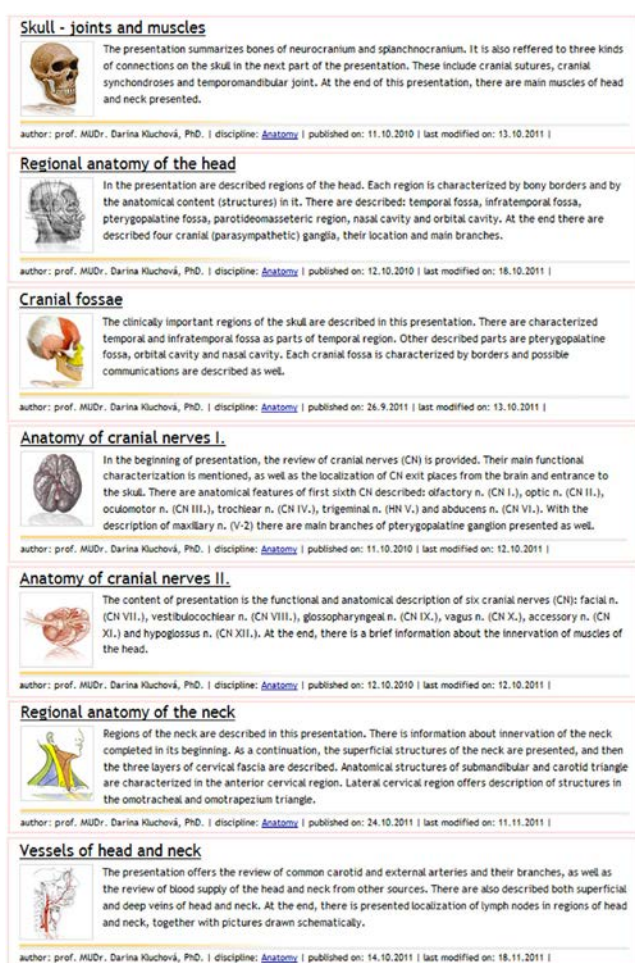 Skull - joints and muscles
The presentation summarizes bones of neurocranium and splanchnocranium. It is also reffered to three kinds
of connections on the skull in the next part of the presentation. These include cranial sutures, cranial
synchondroses and temporomandibular joint. At the end of this presentation, there are main muscles of head
and neck presented.
author: prof. MUDr. Darina Kluchová, PhD. | discipline: Anatomy | published on: 11.10.2010 | last modified on: 13.10.2011 |
Regional anatomy of the head
In the presentation are described regions of the head. Each region is characterized by bony borders and by
the anatomical content (structures) in it. There are described: temporal fossa, infratemporal fossa,
pterygopalatine fossa, parotideomasseteric region, nasal cavity and orbital cavity. At the end there are
described four cranial (parasympathetic) ganglia, their location and main branches.
author: prof. MUDr. Darina Kluchová, PhD. | discipline: Anatomy | published on: 12.10.2010 | last modified on: 18.10.2011 |
Cranial fossae
The clinically important regions of the skull are described in this presentation. There are characterized
temporal and infratemporal fossa as parts of temporal region. Other described parts are pterygopalatine
fossa, orbital cavity and nasal cavity. Each cranial fossa is characterized by borders and possible
communications are described as well.
author: prof. MUDr. Darina Kluchová, PhD. | discipline: Anatomy | published on: 26.9.2011 | last modified on: 13.10.2011 |
Anatomy of cranial nerves I.
In the beginning of presentation, the review of cranial nerves (CN) is provided. Their main functional
characterization is mentioned, as well as the localization of CN exit places from the brain and entrance to
the skull. There are anatomical features of first sixth CN described: olfactory n. (CN I.), optic n. (CN II.),
oculomotor n. (CN III.), trochlear n. (CN IV.), trigeminal n. (HN V.) and abducens n. (CN VI.). With the
description of maxillary n. (V-2) there are main branches of pterygopalatine ganglion presented as well.
author: prof. MUDr. Darina Kluchová, PhD. | discipline: Anatomy | published on: 11.10.2010 | last modified on: 12.10.2011 |
Anatomy of cranial nerves II.
The content of presentation is the functional and anatomical description of six cranial nerves (CN): facial n.
(CN VII.), vestibulocochlear n. (CN VIII.), glossopharyngeal n. (CN IX.), vagus n. (CN X.), accessory n. (CN
XI.) and hypoglossus n. (CN XII.). At the end, there is a brief information about the innervation of muscles of
the head.
author: prof. MUDr. Darina Kluchová, PhD. | discipline: Anatomy | published on: 12.10.2010 | last modified on: 12.10.2011 |
Regional anatomy of the neck
Regions of the neck are described in this presentation. There is information about innervation of the neck
completed in its beginning. As a continuation, the superficial structures of the neck are presented, and then
the three layers of cervical fascia are described. Anatomical structures of submandibular and carotid triangle
are characterized in the anterior cervical region. Lateral cervical region offers description of structures in
the omotracheal and omotrapezium triangle.
author: prof. MUDr. Darina Kluchová, PhD. | discipline: Anatomy | published on: 24.10.2011 | last modified on: 11.11.2011 |
Vessels of head and neck
The presentation offers the review of common carotid and external arteries and their branches, as well as
the review of blood supply of the head and neck from other sources. There are also described both superficial
and deep veins of head and neck. At the end, there is presented localization of lymph nodes in regions of head
and neck, together with pictures drawn schematically.
author: prof. MUDr. Darina Kluchová, PhD. | discipline: Anatomy | published on: 14.10.2011 | last modified on: 18.11.2011 |